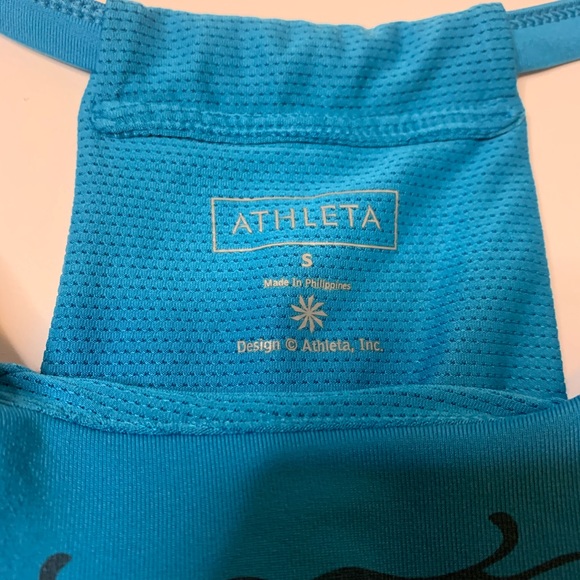 ATHLETA
S
Made In Philippines
Design © Athleta, Inc.